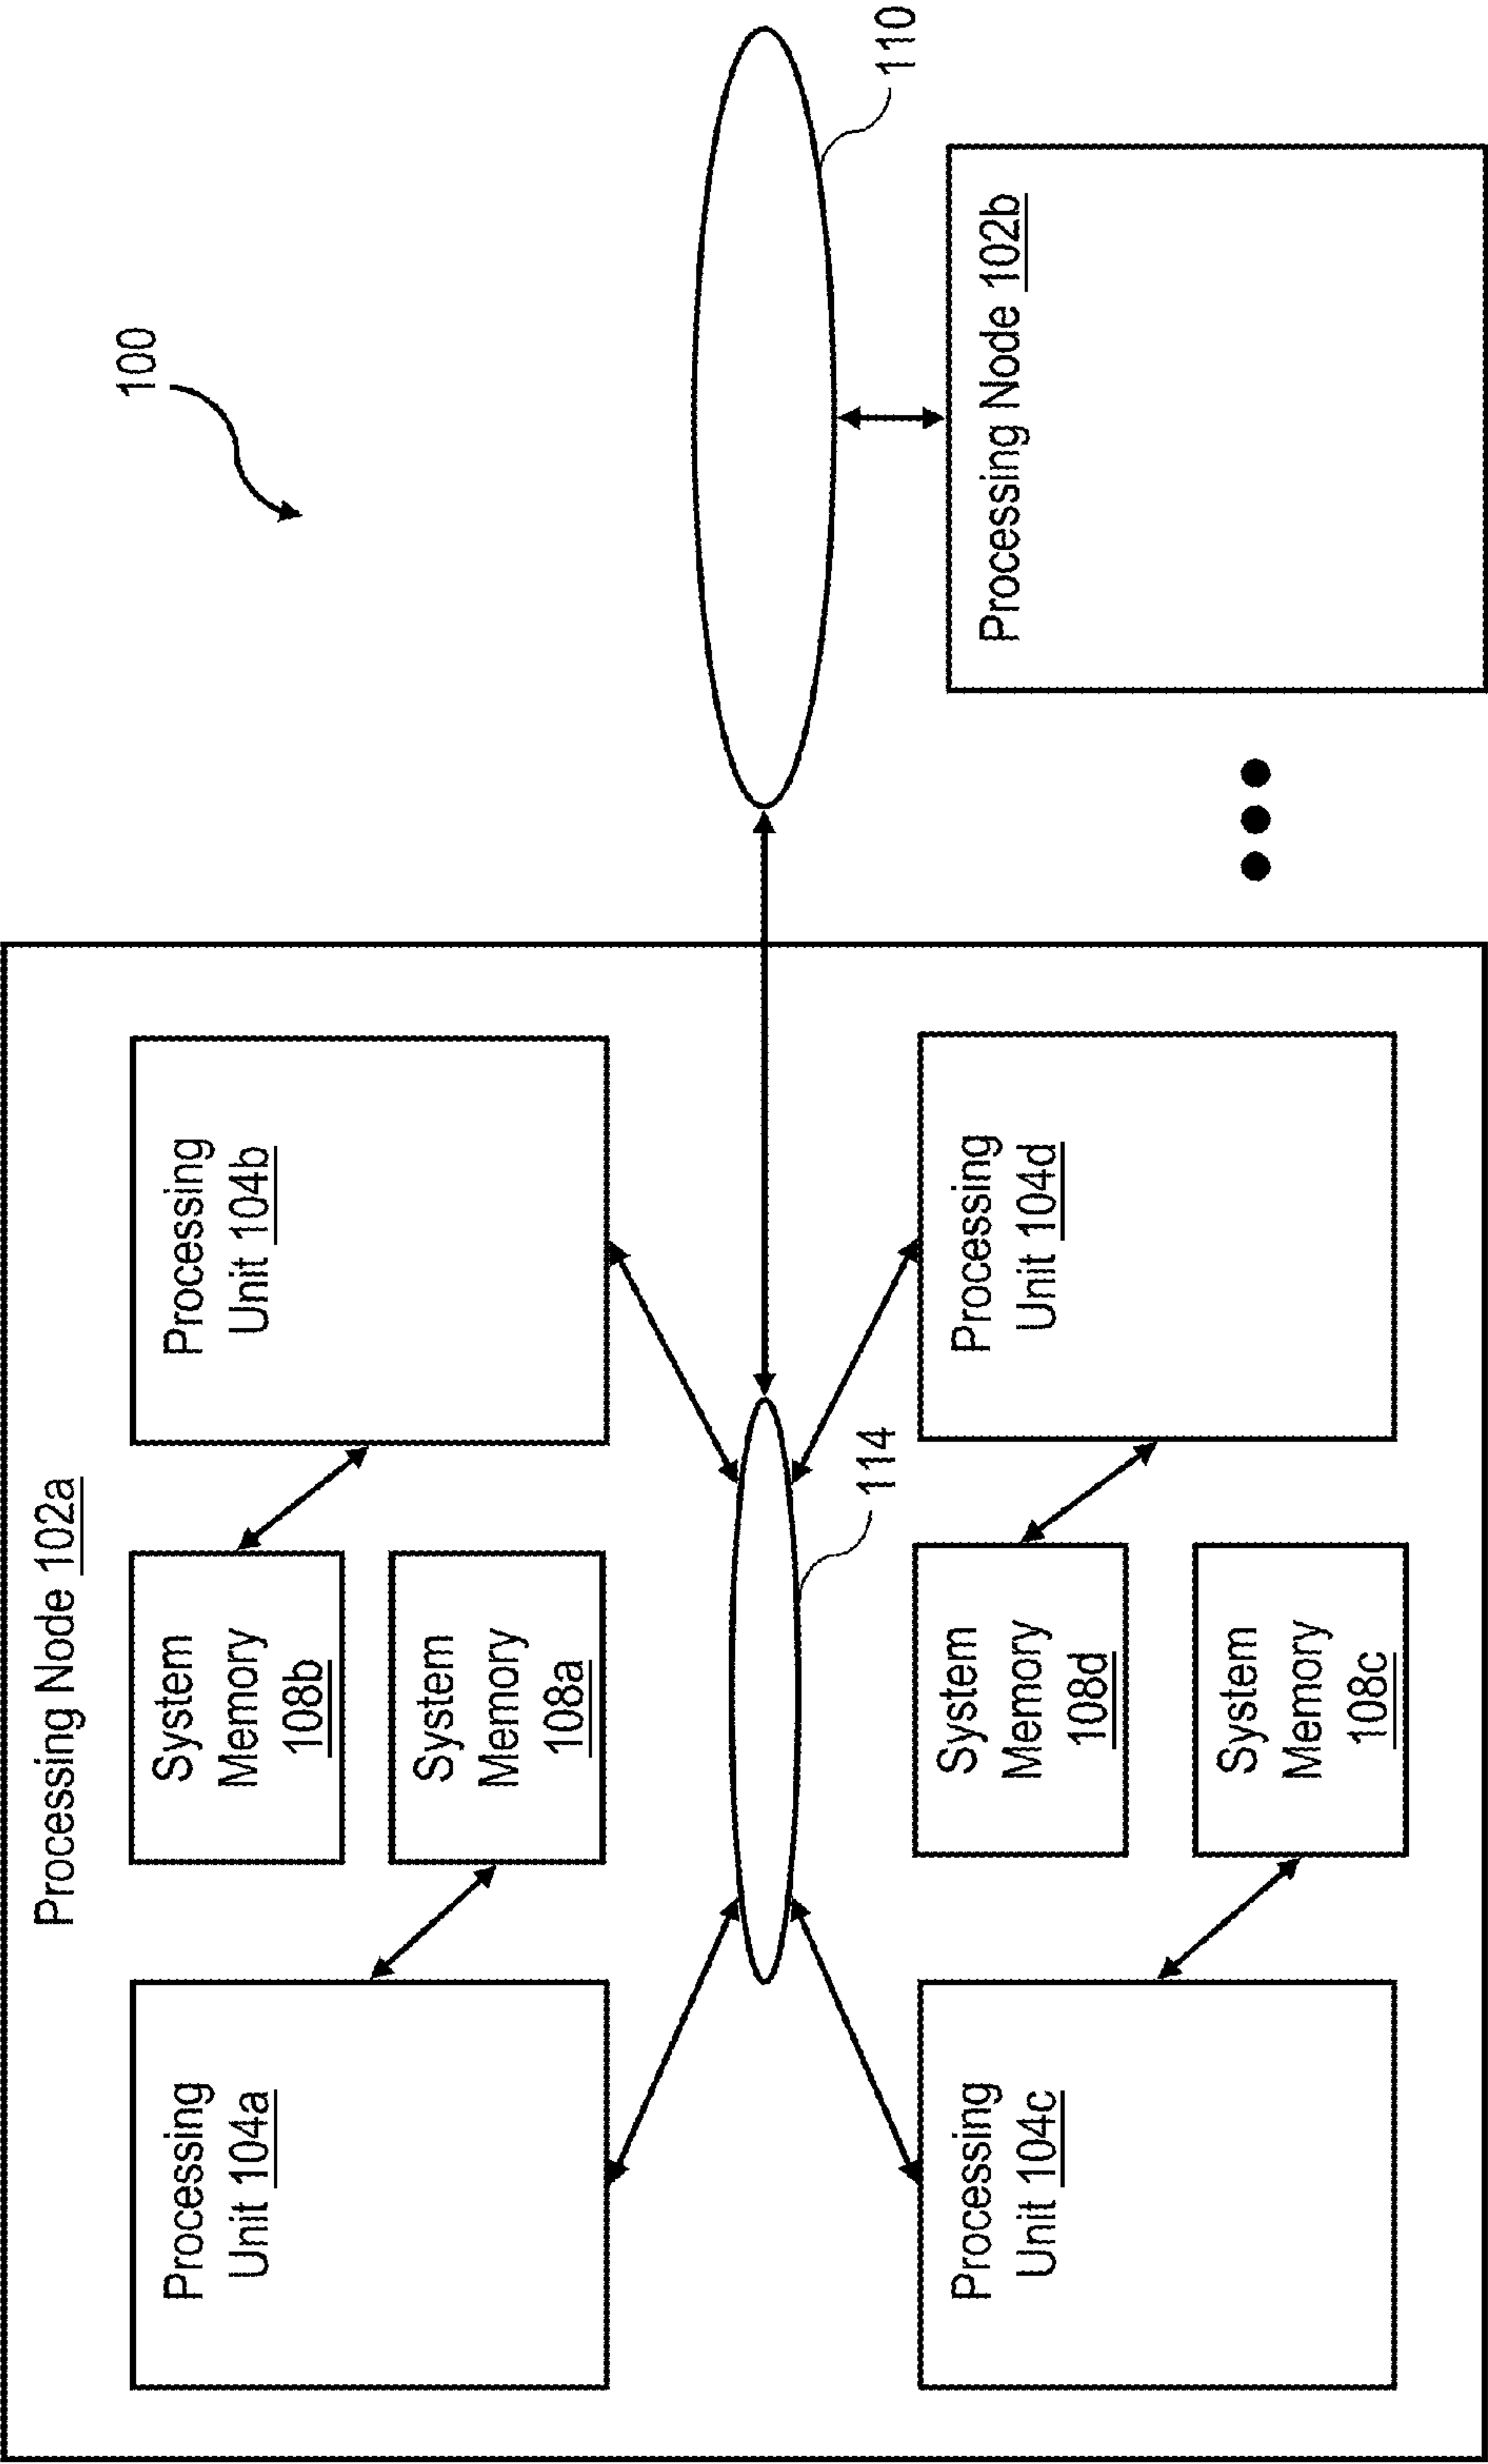 100
Processing Node 102a
Processing
Unit 104a
System
Memory
108b
System
Memory
108a
Processing
Unit 104b
114
110
Processing
Unit 104c
System
Memory
108d
System
Memory
108c
Processing
Unit 104d
Processing Node 102b